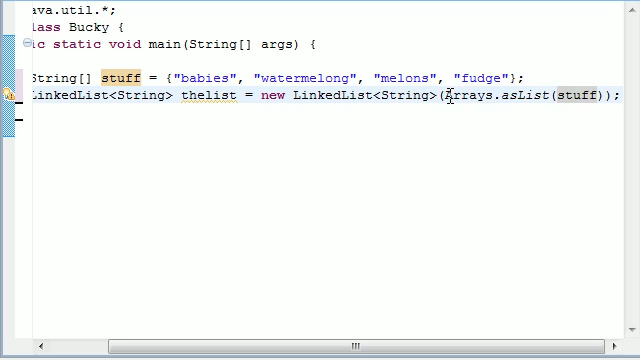 ava.util.*;
lass Bucky {
ic static void main(String[] args) {
String[] stuff = {"babies", "watermelong", "melons", "fudge"};
LinkedList<String> thelist = new LinkedList<String>(Arrays.asList(stuff));